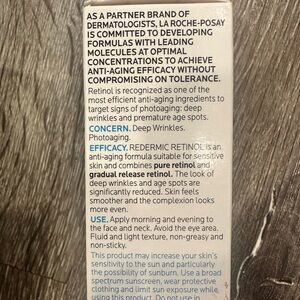 AS A PARTNER BRAND OF
DERMATOLOGISTS, LA ROCHE-POSAY
IS COMMITTED TO DEVELOPING
FORMULAS WITH LEADING
MOLECULES AT OPTIMAL
CONCENTRATIONS TO ACHIEVE
ANTI-AGING EFFICACY WITHOUT
COMPROMISING ON TOLERANCE.
Retinol is recognized as one of the
most efficient anti-aging ingredients to
target signs of photoaging: deep
wrinkles and premature age spots.
CONCERN. Deep Wrinkles.
Photoaging.
EFFICACY. REDERMIC RETINOL is an
anti-aging formula suitable for sensitive
skin and combines pure retinol and
gradual release retinol. The look of
deep wrinkles and age spots are
significantly reduced. Skin feels
smoother and the complexion looks
more even.
USE. Apply morning and evening to
the face and neck. Avoid the eye area.
Fluid and light texture, non-greasy and
non-sticky.
This product may increase your skin's
sensitivity to the sun and particularly
the possibility of sunburn. Use a broad
spectrum sunscreen, wear protective
clothing and limit sun exposure while
using this product. Do not use in